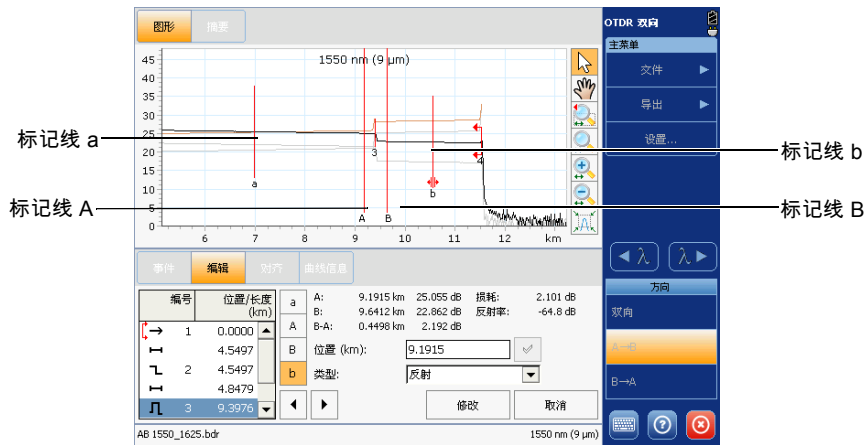 图形
摘要
OTDR 双向
主菜单
文件
导出
设置...
1550 nm (9 µm)
45
40
35
30
25
20
15
10
5
0
6
7
8
9
10
11
12
km
3
4
a
b
A
B
标记线 a
标记线 A
标记线 b
标记线 B
λ
λ
方向
双向
A→B
B→A
事件
编辑
对齐
曲线信息
编号 位置/长度 (km)
1 0.0000
4.5497
2 4.5497
4.8479
3 9.3976
a
A
B
b
A: 9.1915 km 25.055 dB 损耗: 2.101 dB
B: 9.6412 km 22.862 dB 反射率: -64.8 dB
B-A: 0.4498 km 2.192 dB
位置 (km): 9.1915
类型: 反射
修改
取消
AB 1550_1625.bdr
1550 nm (9 µm)